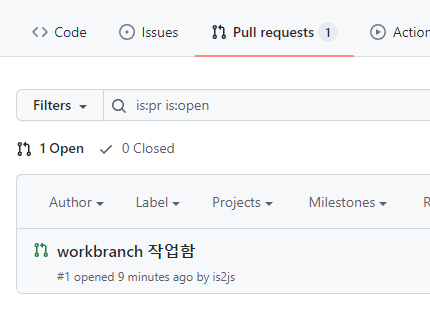 Code Issues Pull requests 1
Filters is:pr is:open
1 Open 0 Closed
Author Label Projects Milestones
workbranch 작업함
#1 opened 9 minutes ago by is2js